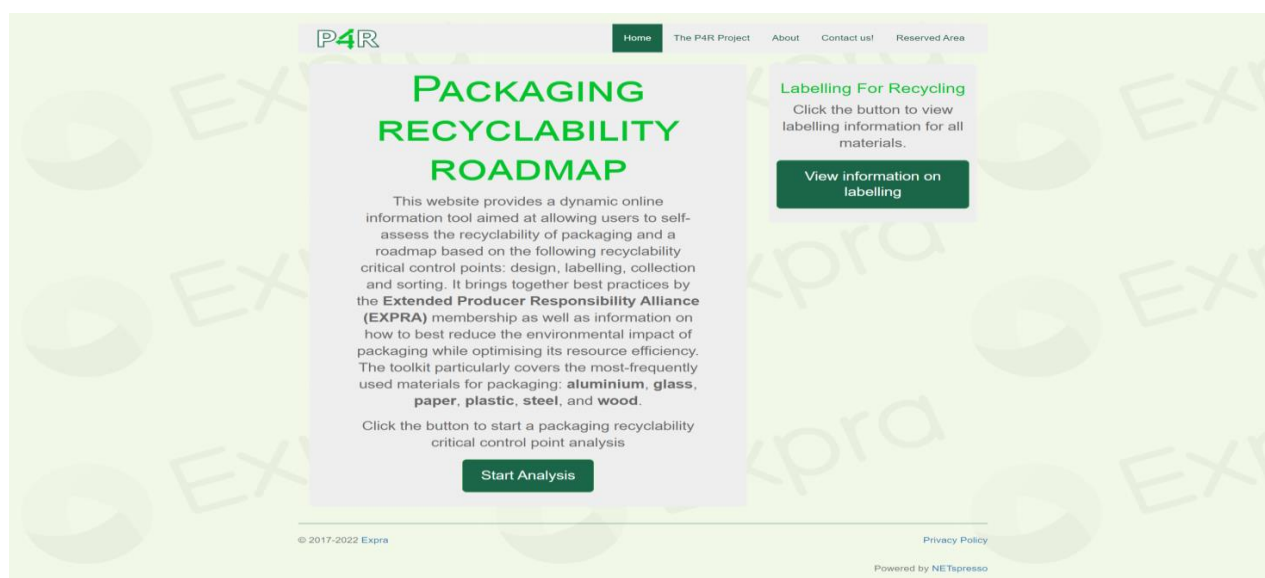 P4R
Home The P4R Project About Contact us! Reserved Area
PACKAGING
RECYCLABILITY
ROADMAP
This website provides a dynamic online
information tool aimed at allowing users to self-
assess the recyclability of packaging and a
roadmap based on the following recyclability
critical control points: design, labelling, collection
and sorting. It brings together best practices by
the Extended Producer Responsibility Alliance
(EXPRA) membership as well as information on
how to best reduce the environmental impact of
packaging while optimising its resource efficiency.
The toolkit particularly covers the most-frequently
used materials for packaging: aluminium, glass,
paper, plastic, steel, and wood.
Click the button to start a packaging recyclability
critical control point analysis
Start Analysis
Labelling For Recycling
Click the button to view
labelling information for all
materials.
View information on
labelling
© 2017-2022 Expra
Privacy Policy
Powered by NETspresso